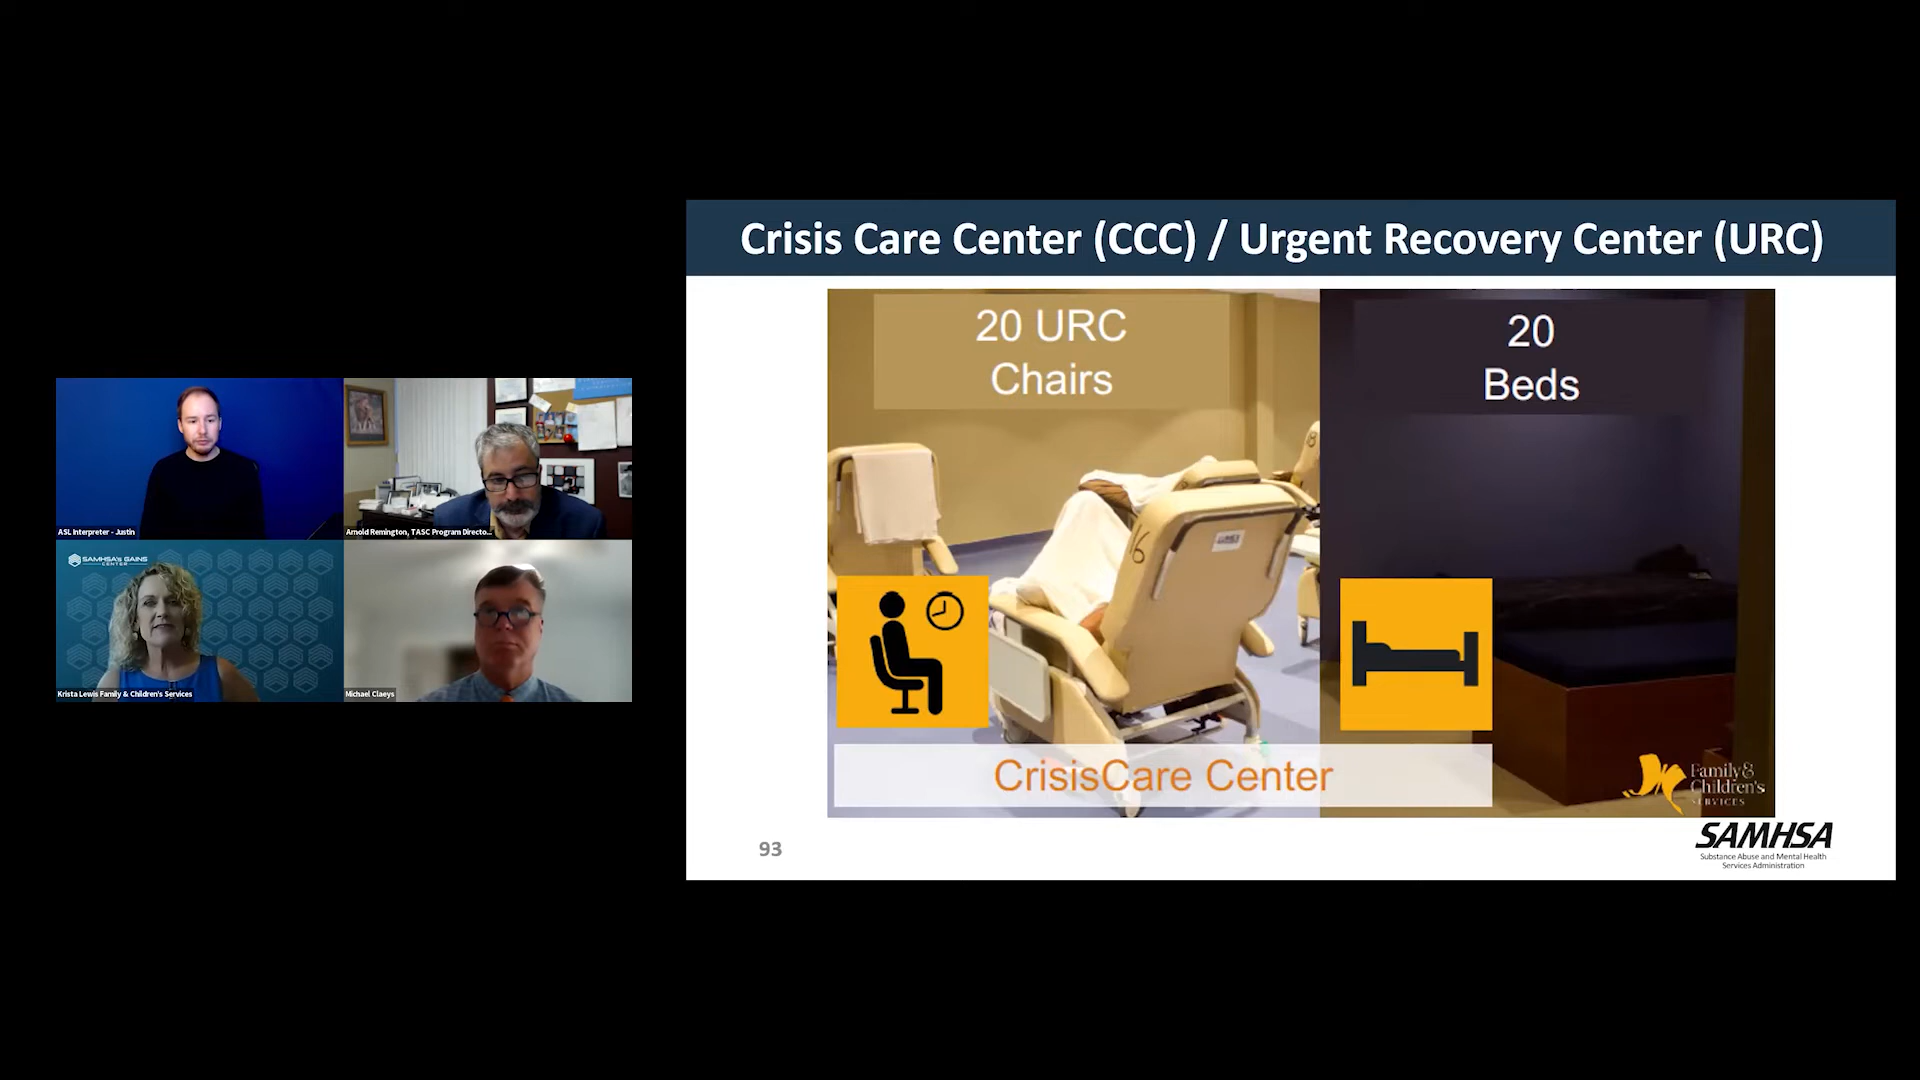 ASL Interpreter - Justin
Arnold Remington, TASC Program Directo...
SAMHSA's GAINS
CENTER
Krista Lewis Family & Children's Services
Michael Claeys
Crisis Care Center (CCC) / Urgent Recovery Center (URC)
20 URC
Chairs
20
Beds
16
8
CrisisCare Center
Family &
Children's
SERVICES
93
SAMHSA
Substance Abuse and Mental Health
Services Administration